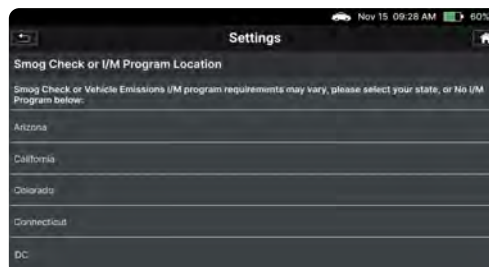 Nov 15 09:28 AM 60%
Settings
Smog Check or I/M Program Location
Smog Check or Vehicle Emissions I/M program requirements may vary, please select your state, or No I/M
Program below:
Arizona
California
Colorado
Connecticut
DC